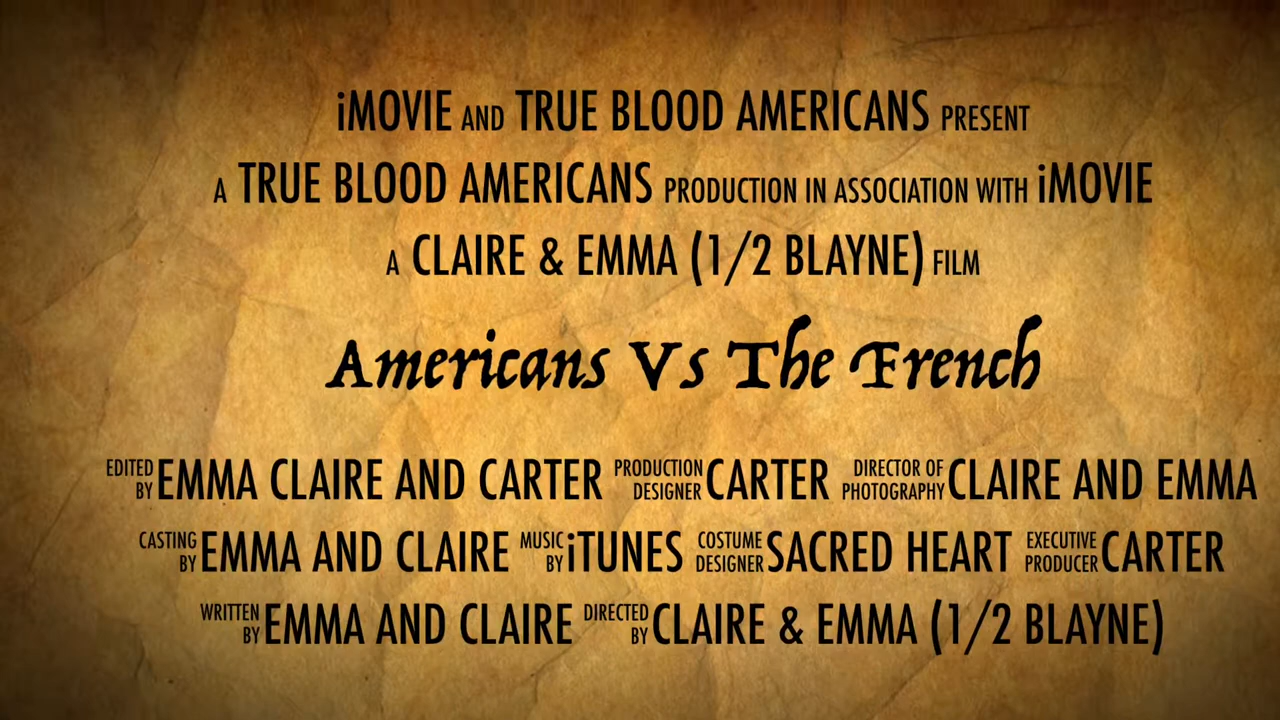 iMOVIE AND TRUE BLOOD AMERICANS PRESENT
A TRUE BLOOD AMERICANS PRODUCTION IN ASSOCIATION WITH iMOVIE
A CLAIRE & EMMA (1/2 BLAYNE) FILM
Americans Vs The French
EDITED BY EMMA CLAIRE AND CARTER PRODUCTION DESIGNER CARTER DIRECTOR OF PHOTOGRAPHY CLAIRE AND EMMA
CASTING BY EMMA AND CLAIRE MUSIC BY iTUNES COSTUME DESIGNER SACRED HEART EXECUTIVE PRODUCER CARTER
WRITTEN BY EMMA AND CLAIRE DIRECTED BY CLAIRE & EMMA (1/2 BLAYNE)